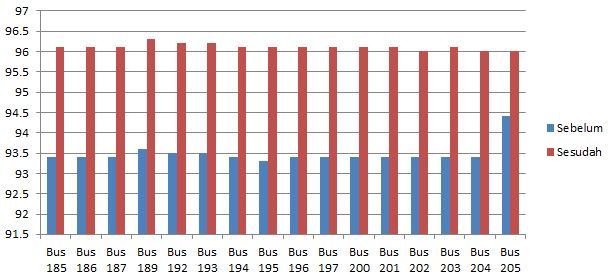 97
96.5
96
95.5
95
94.5
94
93.5
93
92.5
92
91.5
Bus 185
Bus 186
Bus 187
Bus 189
Bus 192
Bus 193
Bus 194
Bus 195
Bus 196
Bus 197
Bus 200
Bus 201
Bus 202
Bus 203
Bus 204
Bus 205
Sebelum
Sesudah